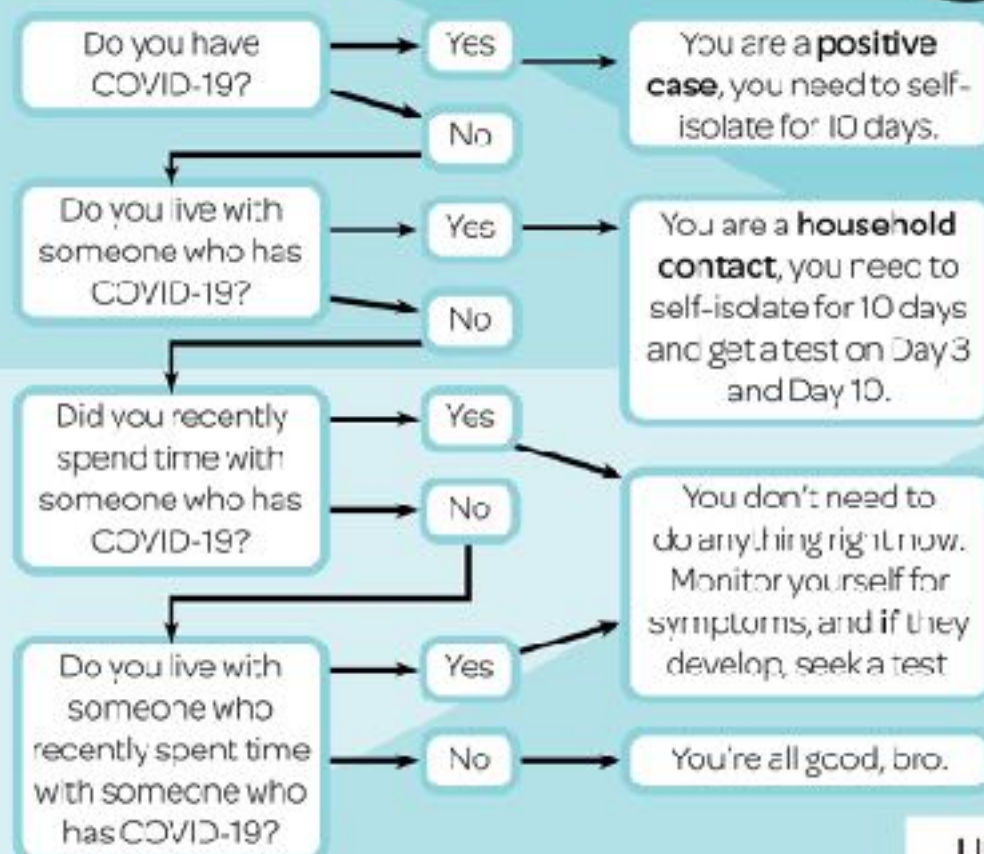 Do you have
COVID-19?
Yes
No
You are a positive
case, you need to self-
isolate for 10 days.
Do you live with
someone who has
COVID-19?
Yes
No
You are a household
contact, you need to
self-isolate for 10 days
and get a test on Day 3
and Day 10.
Did you recently
spend time with
someone who has
COVID-19?
Yes
No
You don't need to
do anything right now.
Monitor yourself for
symptoms, and if they
develop, seek a test
Do you live with
someone who
recently spent time
with someone who
has COVID-19?
Yes
No
You're all good, bro.